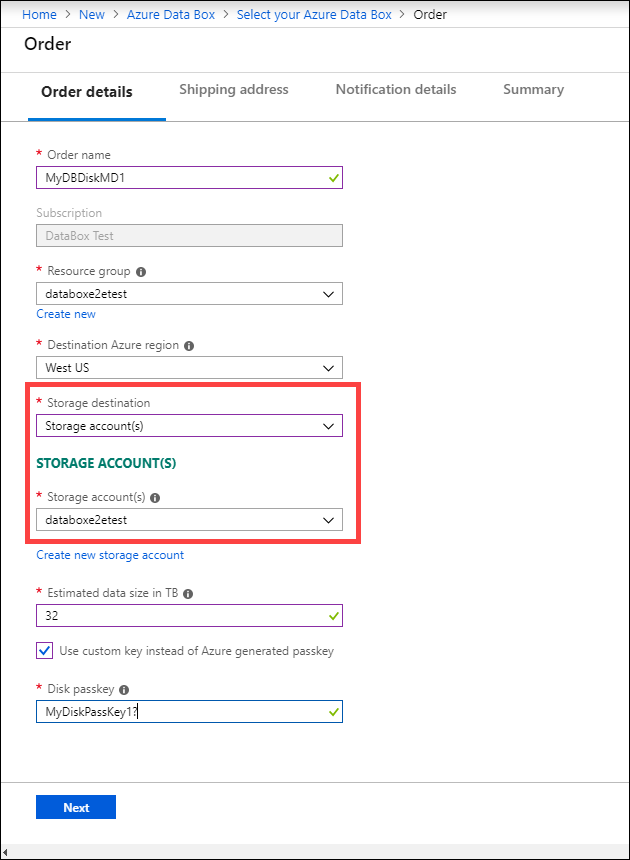 Home > New > Azure Data Box > Select your Azure Data Box > Order
Order
Order details Shipping address Notification details Summary
* Order name
MyDBDiskMD1
Subscription
DataBox Test
* Resource group
databoxe2etest
Create new
* Destination Azure region
West US
* Storage destination
Storage account(s)
STORAGE ACCOUNT(S)
* Storage account(s)
databoxe2etest
Create new storage account
* Estimated data size in TB
32
Use custom key instead of Azure generated passkey
* Disk passkey
MyDiskPassKey1?
Next